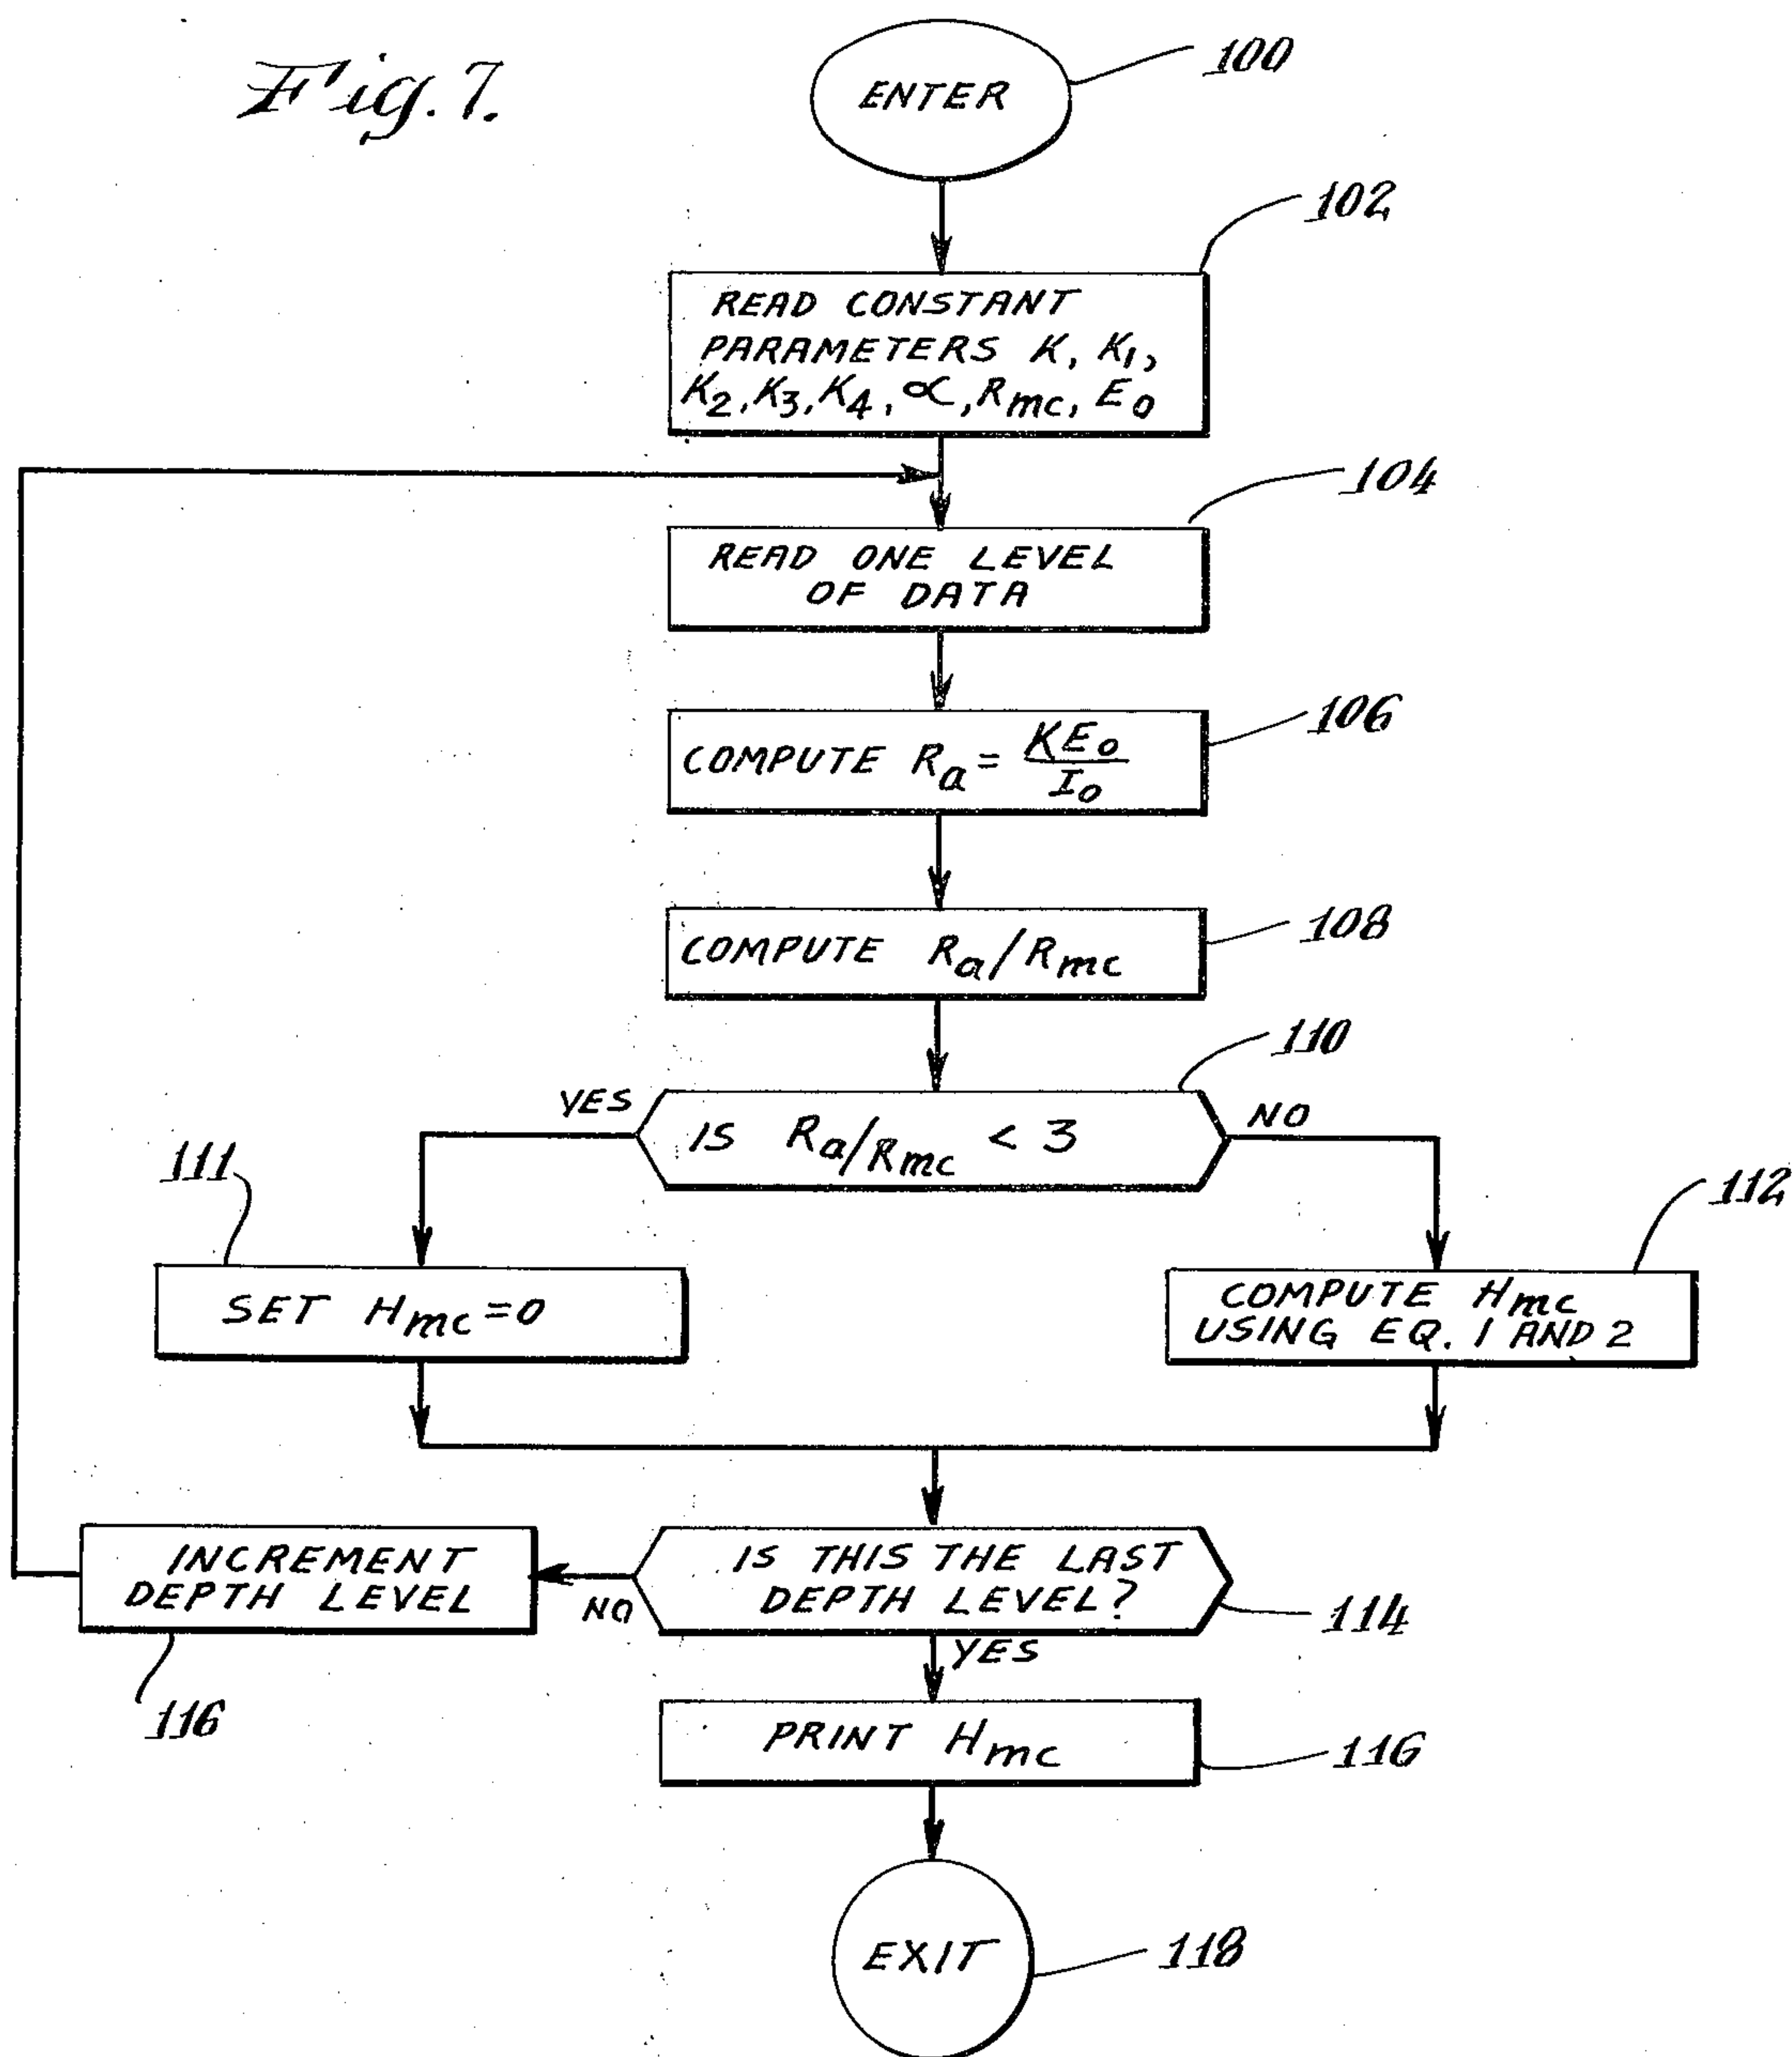 Fig. 7.
ENTER
100
102
READ CONSTANT
PARAMETERS K, K₁,
K₂, K₃, K₄, ∝, Rmc, E₀
104
READ ONE LEVEL
OF DATA
106
COMPUTE Ra = KE₀/I₀
108
COMPUTE Ra/Rmc
110
YES
IS Ra/Rmc < 3
NO
111
112
SET Hmc = 0
COMPUTE Hmc
USING EQ. 1 AND 2
INCREMENT
DEPTH LEVEL
NO
IS THIS THE LAST
DEPTH LEVEL?
114
YES
116
PRINT Hmc
116
EXIT
118